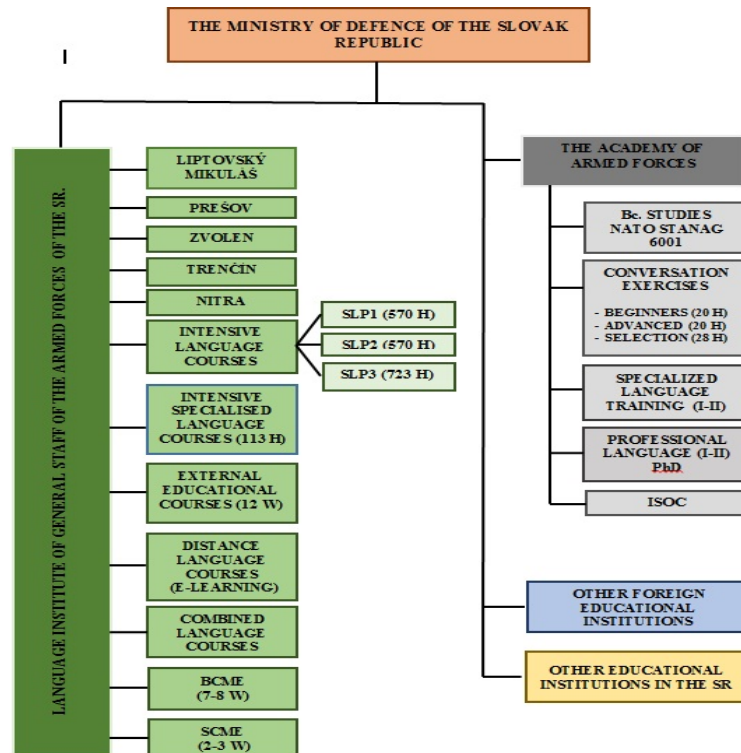 THE MINISTRY OF DEFENCE OF THE SLOVAK
REPUBLIC
LANGUAGE INSTITUTE OF GENERAL STAFF OF THE ARMED FORCES OF THE SR.
LIPTOVSKÝ
MIKULÁŠ
PREŠOV
ZVOLEN
TRENČÍN
NITRA
INTENSIVE
LANGUAGE
COURSES
SLP1 (570 H)
SLP2 (570 H)
SLP3 (723 H)
INTENSIVE
SPECIALISED
LANGUAGE
COURSES (113 H)
EXTERNAL
EDUCATIONAL
COURSES (12 W)
DISTANCE
LANGUAGE
COURSES
(E-LEARNING)
COMBINED
LANGUAGE
COURSES
BCME
(7-8 W)
SCME
(2-3 W)
THE ACADEMY OF
ARMED FORCES
Bc. STUDIES
NATO STANAG
6001
CONVERSATION
EXERCISES
- BEGINNERS (20 H)
- ADVANCED (20 H)
- SELECTION (28 H)
SPECIALIZED
LANGUAGE
TRAINING (I-II)
PROFESSIONAL
LANGUAGE (I-II)
PhD
ISOC
OTHER FOREIGN
EDUCATIONAL
INSTITUTIONS
OTHER EDUCATIONAL
INSTITUTIONS IN THE SR